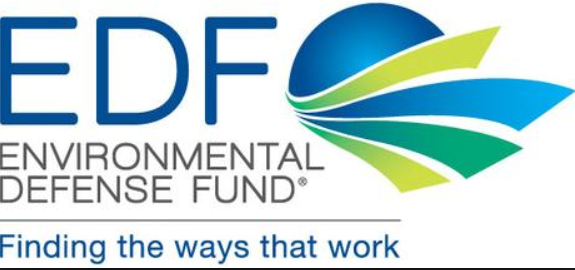 EDF
ENVIRONMENTAL
DEFENSE FUND®
Finding the ways that work